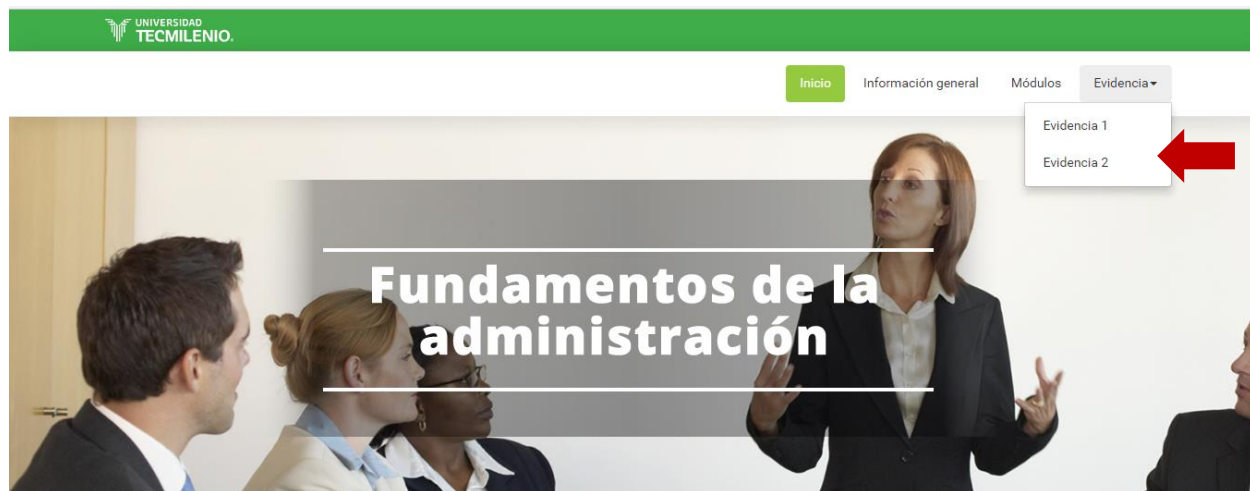 UNIVERSIDAD
TECMILENIO.
Inicio Información general Módulos Evidencia
Evidencia 1
Evidencia 2
Fundamentos de la
administración